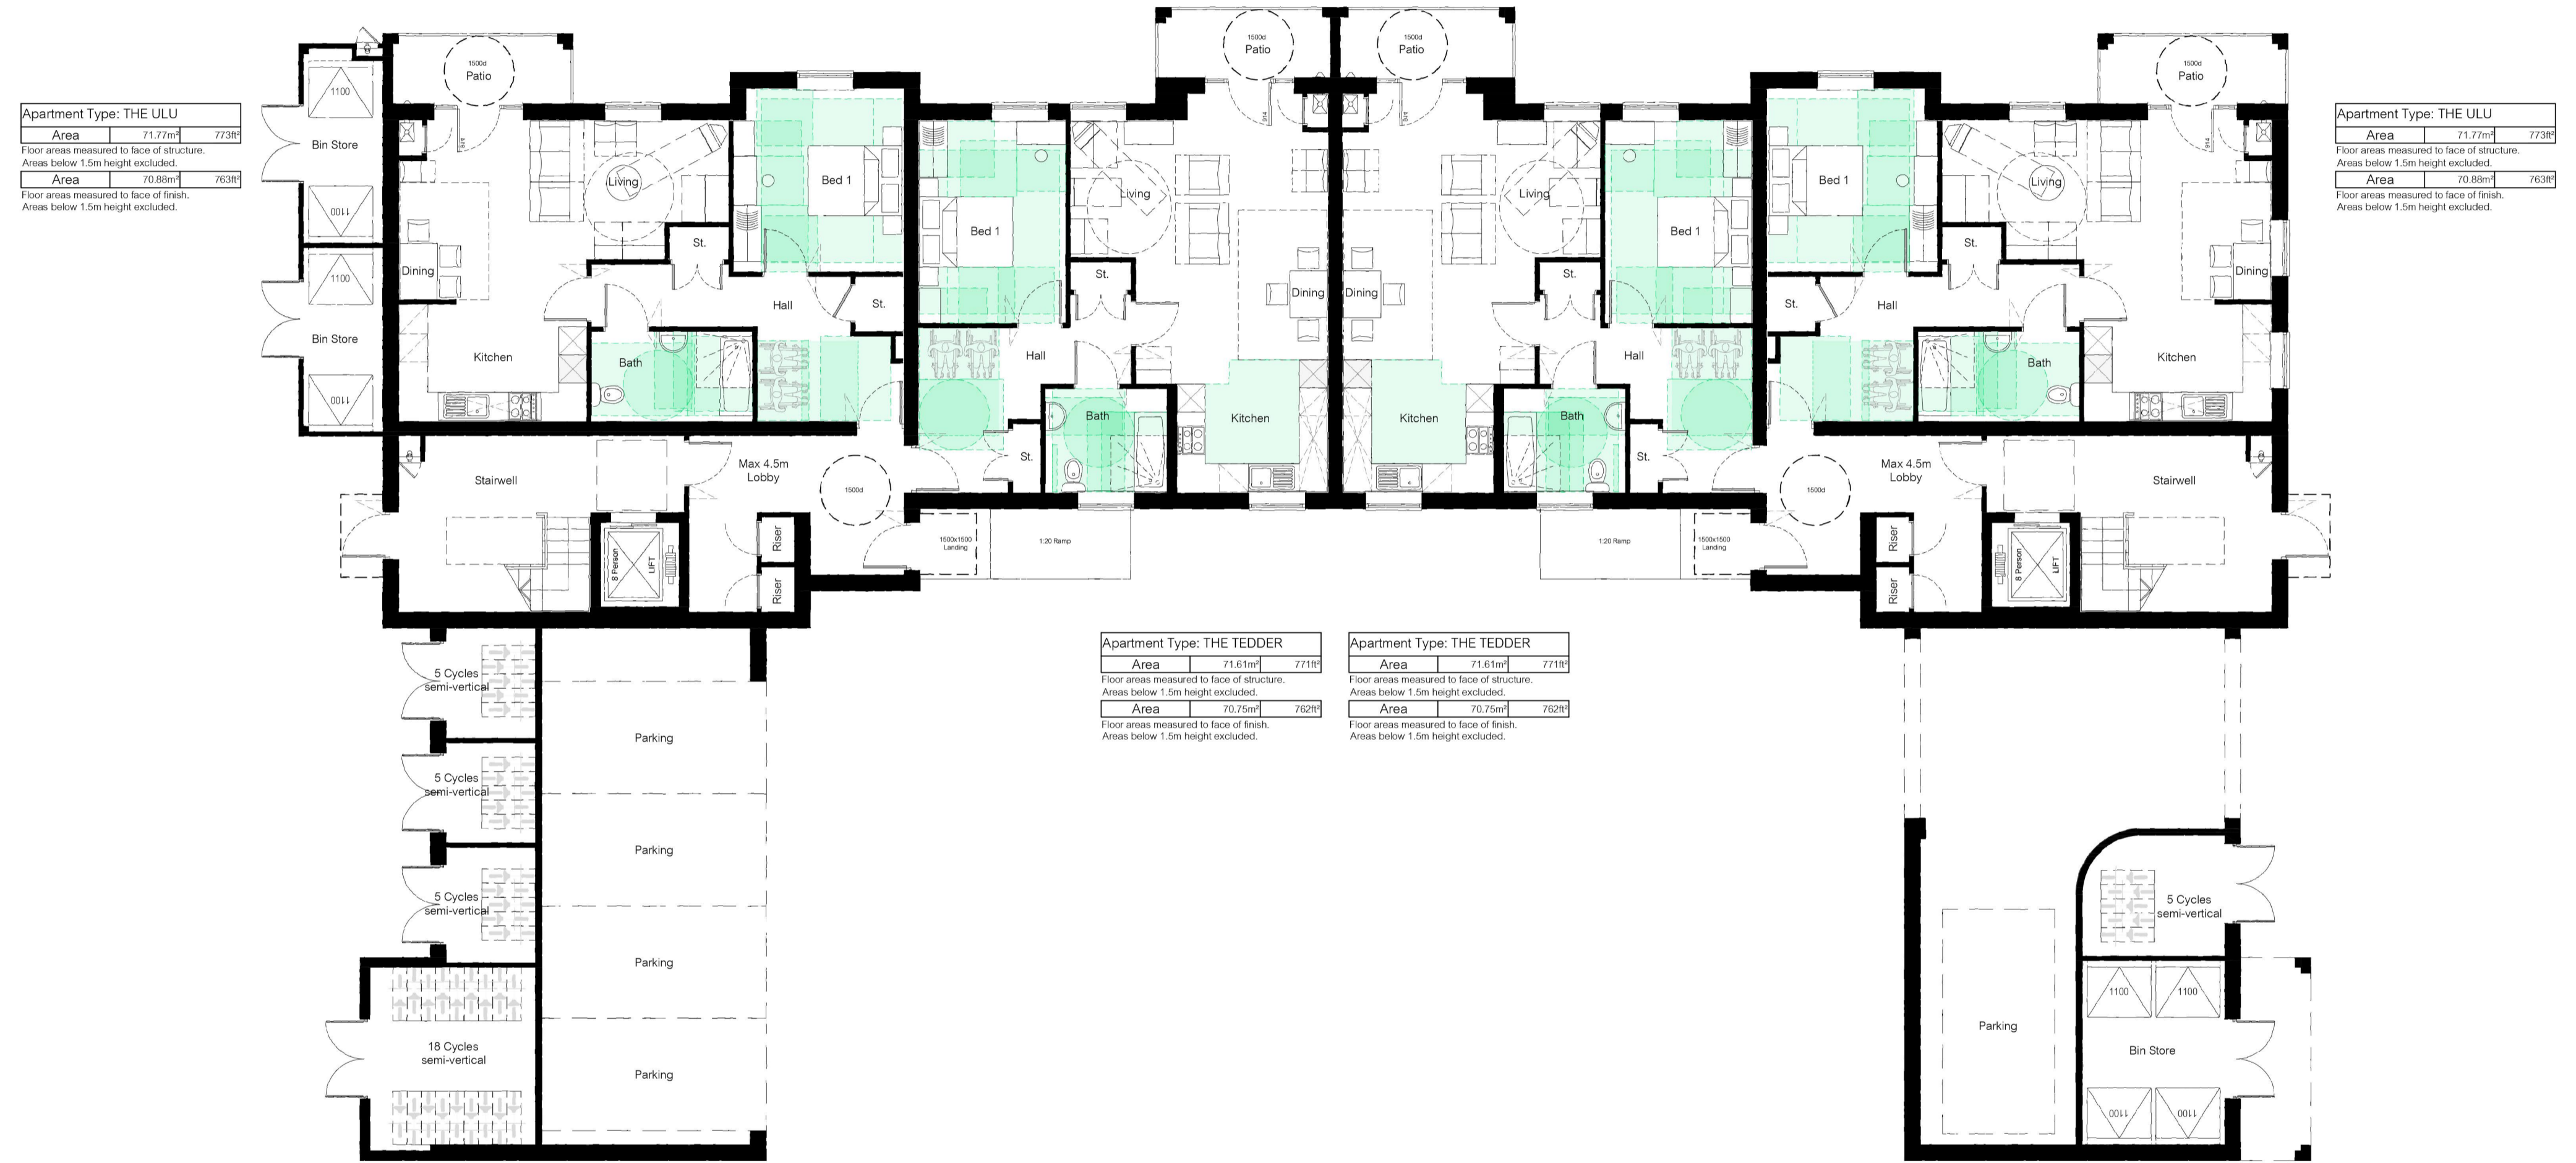 Apartment Type: THE ULU
Area 71.77m² 773ft²
Floor areas measured to face of structure.
Areas below 1.5m height excluded.
Area 70.88m² 763ft²
Floor areas measured to face of finish.
Areas below 1.5m height excluded.
1100
Bin Store
1100
1100
Bin Store
1100
1500d
Patio
914
Living
Bed 1
St.
Dining
Hall
St.
Kitchen
Bath
Stairwell
Max 4.5m
Lobby
1500d
8 Person
LIFT
Riser
Riser
1500x1500
Landing
1:20 Ramp
1500d
Patio
914
Bed 1
Living
St.
Dining
Hall
Bath
Kitchen
St.
1500d
Patio
914
Living
Bed 1
St.
Dining
Hall
Kitchen
Bath
St.
1:20 Ramp
1500x1500
Landing
1500d
Patio
914
Bed 1
Living
St.
St.
Hall
Dining
Bath
Kitchen
1500d
Max 4.5m
Lobby
Stairwell
Riser
Riser
8 Person
LIFT
Apartment Type: THE ULU
Area 71.77m² 773ft²
Floor areas measured to face of structure.
Areas below 1.5m height excluded.
Area 70.88m² 763ft²
Floor areas measured to face of finish.
Areas below 1.5m height excluded.
Apartment Type: THE TEDDER
Area 71.61m² 771ft²
Floor areas measured to face of structure.
Areas below 1.5m height excluded.
Area 70.75m² 762ft²
Floor areas measured to face of finish.
Areas below 1.5m height excluded.
Apartment Type: THE TEDDER
Area 71.61m² 771ft²
Floor areas measured to face of structure.
Areas below 1.5m height excluded.
Area 70.75m² 762ft²
Floor areas measured to face of finish.
Areas below 1.5m height excluded.
5 Cycles
semi-vertical
5 Cycles
semi-vertical
5 Cycles
semi-vertical
18 Cycles
semi-vertical
Parking
Parking
Parking
Parking
Parking
5 Cycles
semi-vertical
1100
1100
Bin Store
1100
1100